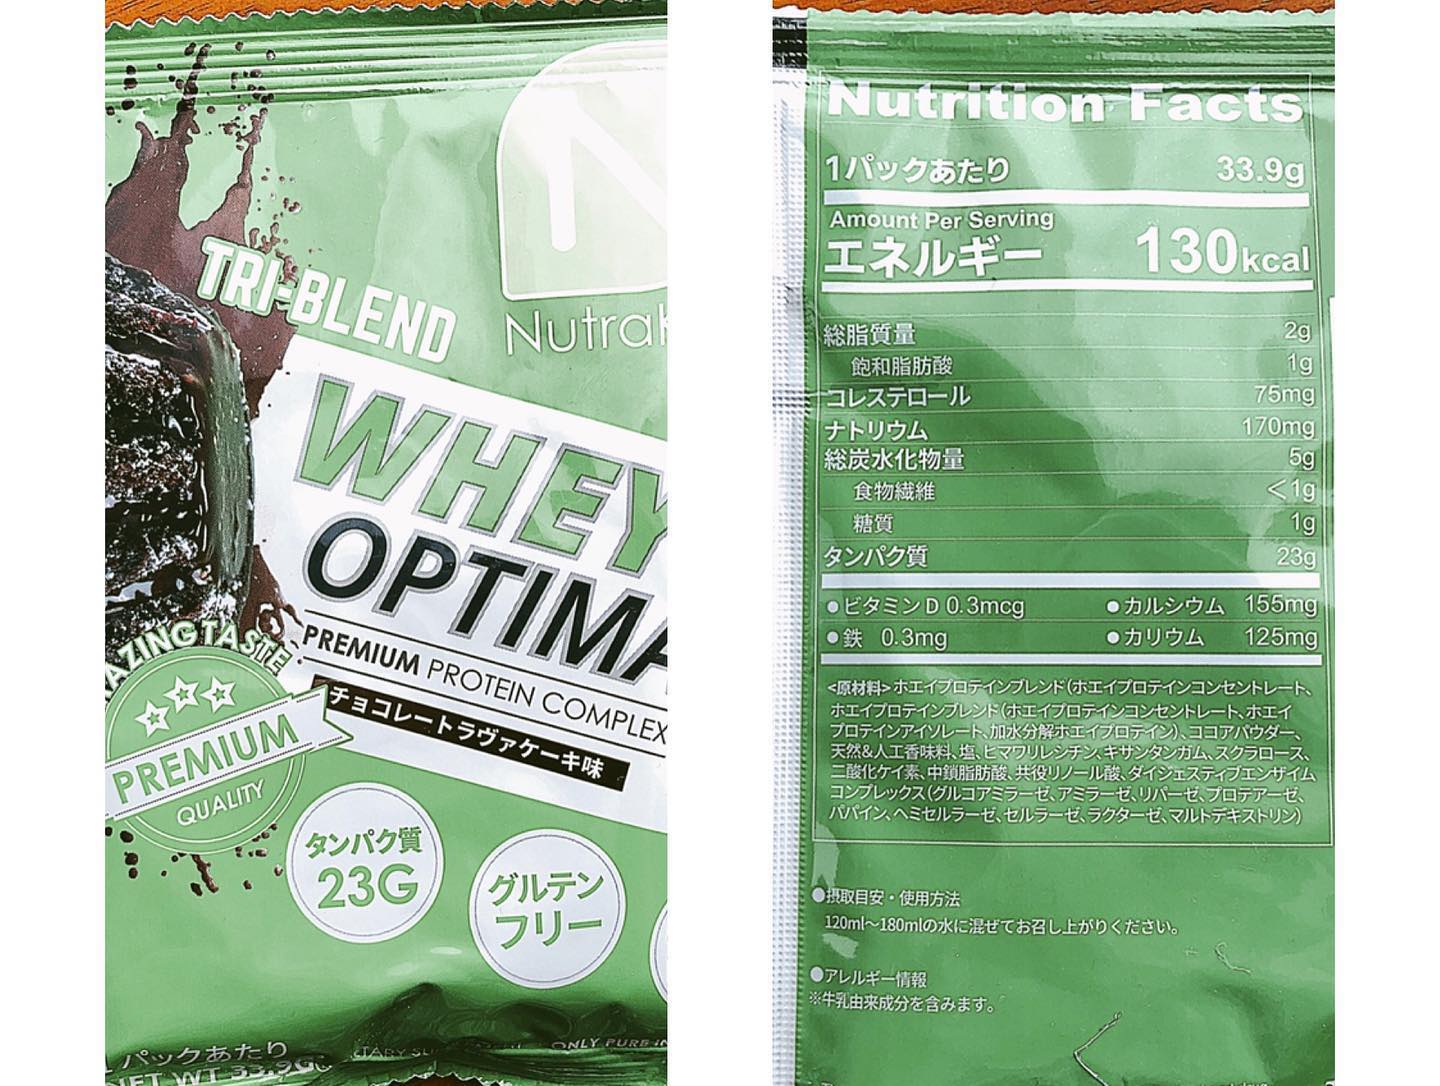 TRI-BLEND
Nutra
WHEY
OPTIMA
PREMIUM PROTEIN COMPLEX
チョコレートラヴァケーキ味
AZING TASTE
PREMIUM
QUALITY
タンパク質
23G
グルテン
フリー
パックあたり
NET WT 33.9G
ONLY PURE IN
Nutrition Facts
1パックあたり 33.9g
Amount Per Serving
エネルギー 130kcal
総脂質量 2g
飽和脂肪酸 1g
コレステロール 75mg
ナトリウム 170mg
総炭水化物量 5g
食物繊維 <1g
糖質 1g
タンパク質 23g
●ビタミンD 0.3mcg ●カルシウム 155mg
●鉄 0.3mg ●カリウム 125mg
<原材料>ホエイプロテインブレンド(ホエイプロテインコンセントレート、
ホエイプロテインブレンド(ホエイプロテインコンセントレート、ホエイ
プロテインアイソレート、加水分解ホエイプロテイン)、ココアパウダー、
天然&人工香味料、塩、ヒマワリレシチン、キサンタンガム、スクラロース、
二酸化ケイ素、中鎖脂肪酸、共役リノール酸、ダイジェスティブエンザイム
コンプレックス(グルコアミラーゼ、アミラーゼ、リパーゼ、プロテアーゼ、
パパイン、ヘミセルラーゼ、セルラーゼ、ラクターゼ、マルトデキストリン)
●摂取目安・使用方法
120ml〜180mlの水に混ぜてお召し上がりください。
●アレルギー情報
※牛乳由来成分を含みます。